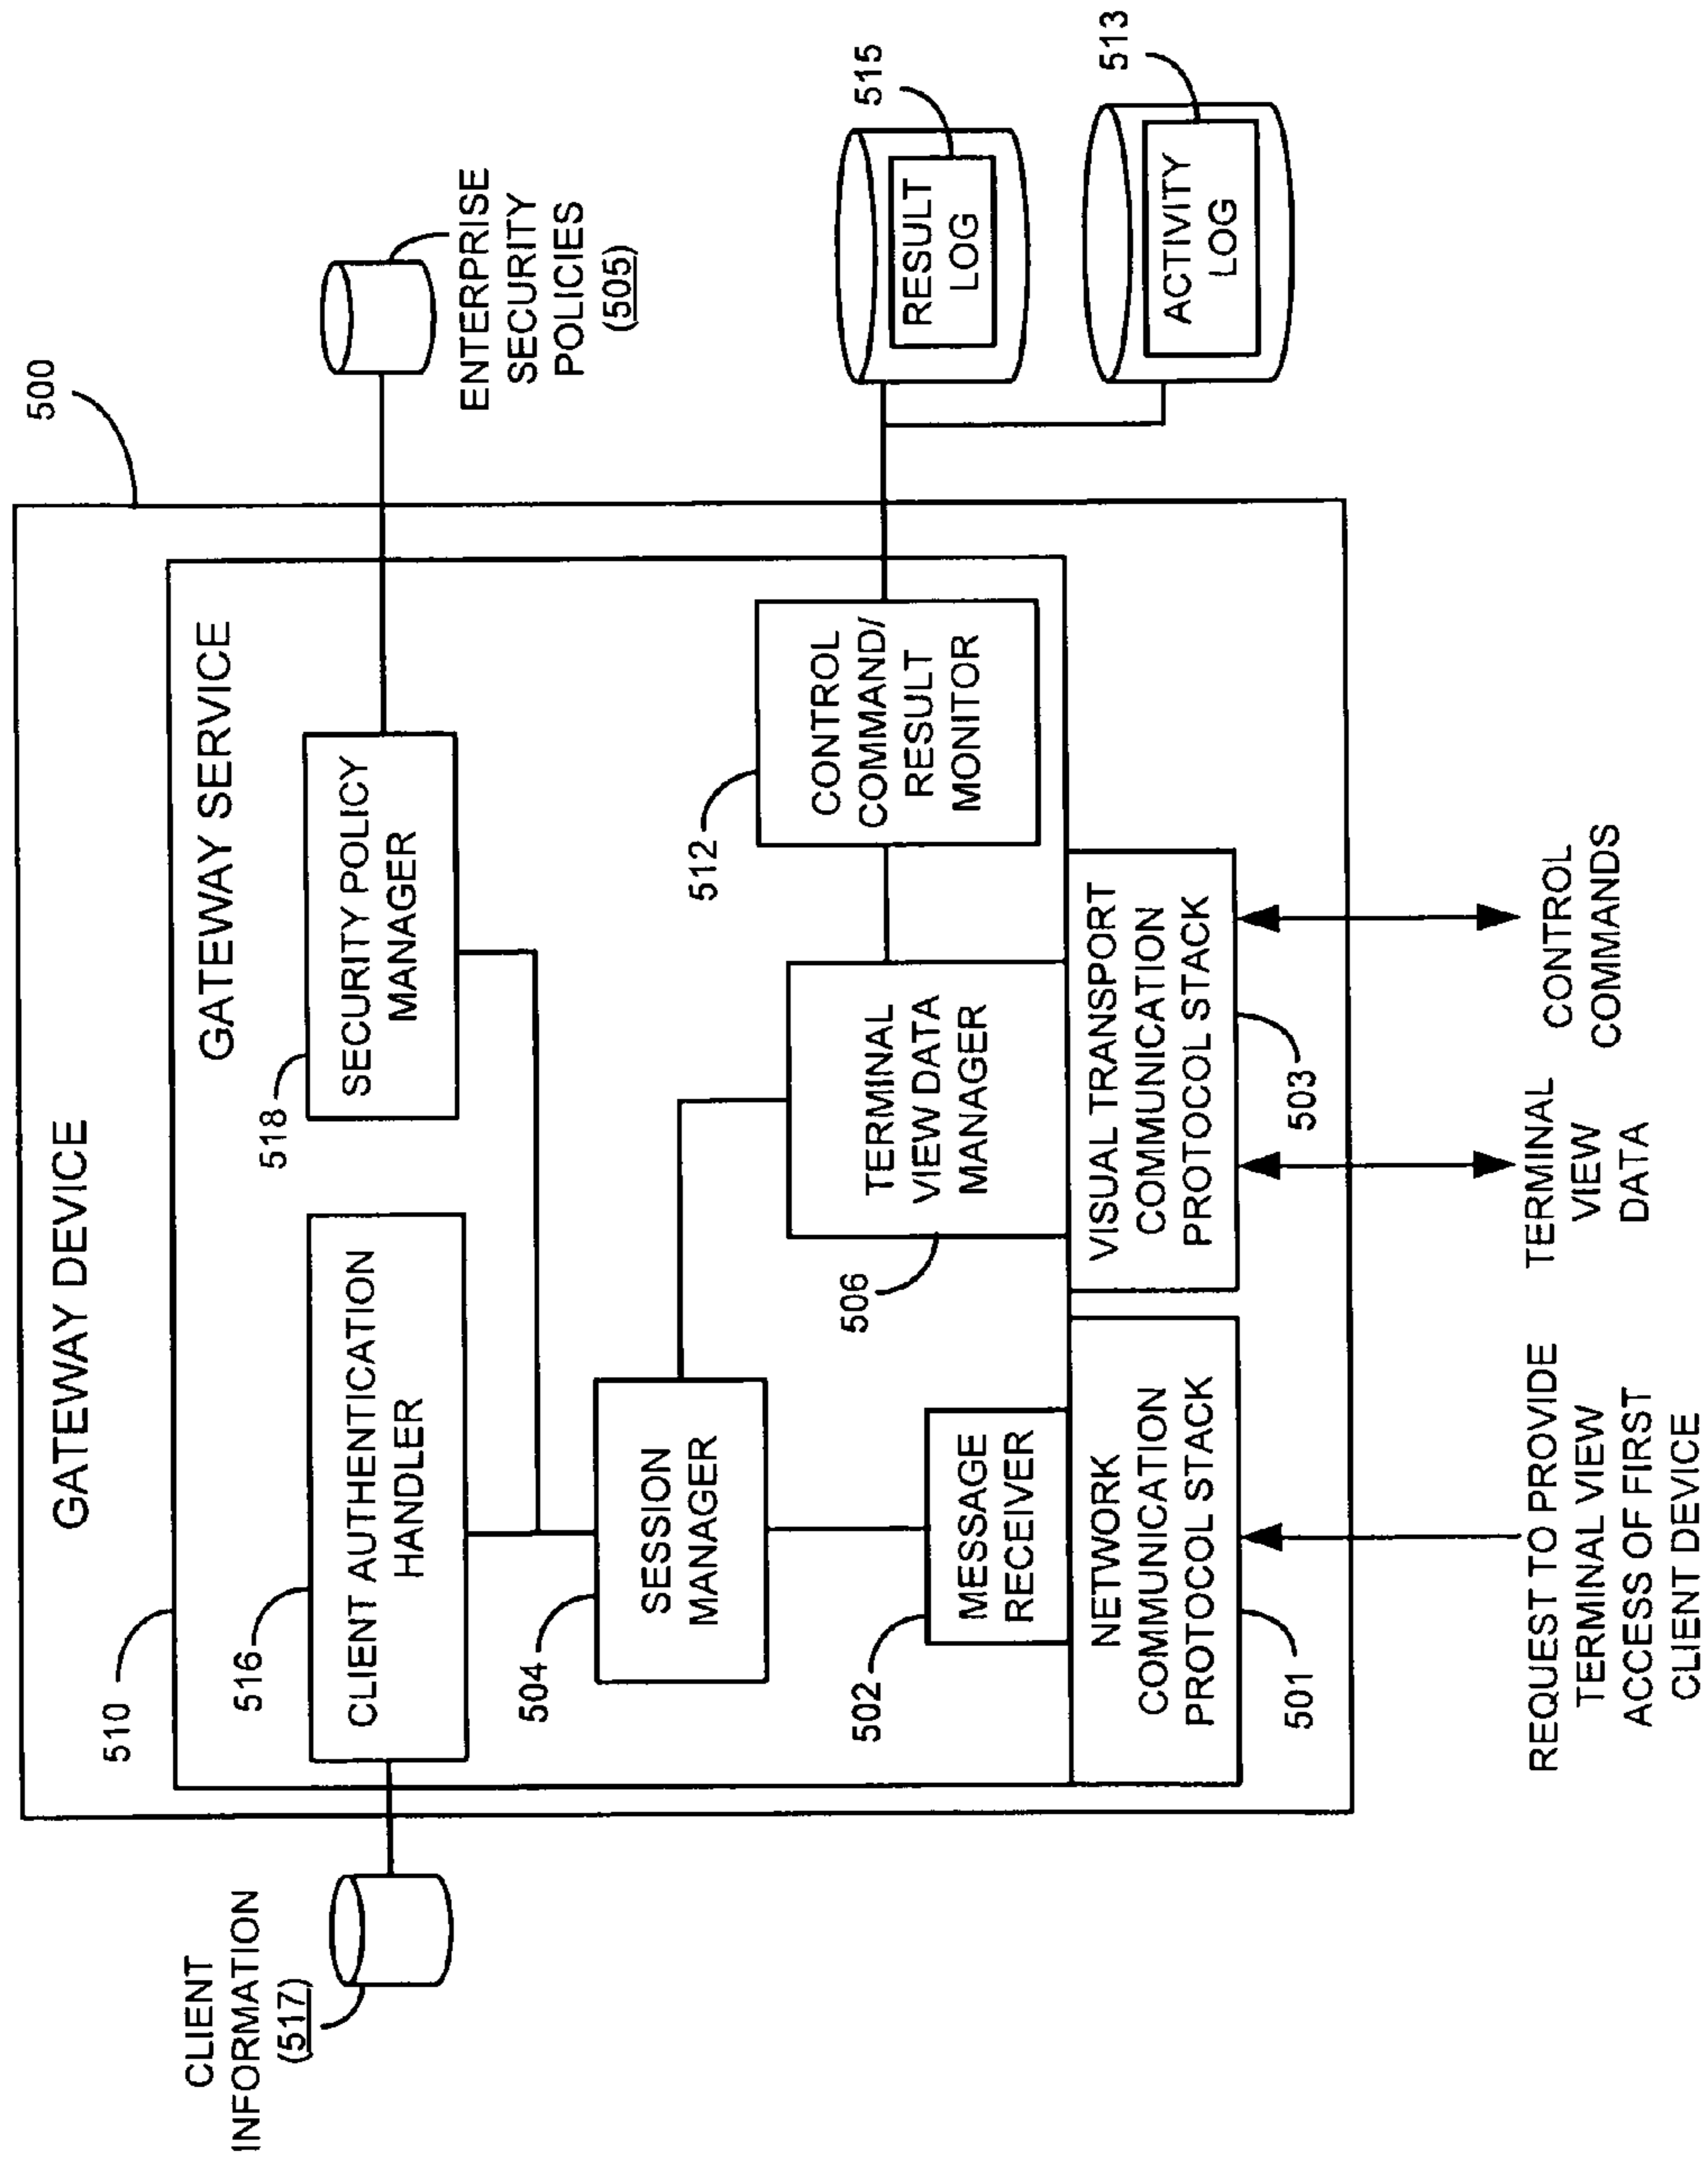 GATEWAY DEVICE
500
510
GATEWAY SERVICE
CLIENT
INFORMATION
(517)
516
CLIENT AUTHENTICATION
HANDLER
518
SECURITY POLICY
MANAGER
ENTERPRISE
SECURITY
POLICIES
(505)
504
SESSION
MANAGER
512
CONTROL
COMMAND/
RESULT
MONITOR
515
RESULT
LOG
513
ACTIVITY
LOG
506
TERMINAL
VIEW DATA
MANAGER
502
MESSAGE
RECEIVER
NETWORK
COMMUNICATION
PROTOCOL STACK
501
VISUAL TRANSPORT
COMMUNICATION
PROTOCOL STACK
503
REQUEST TO PROVIDE
TERMINAL VIEW
ACCESS OF FIRST
CLIENT DEVICE
TERMINAL
VIEW
DATA
CONTROL
COMMANDS